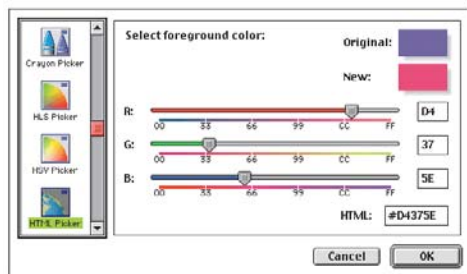 Select foreground color:
Original:
New:
Crayon Picker
HLS Picker
HSV Picker
HTML Picker
R:
00 33 66 99 CC FF
D4
G:
00 33 66 99 CC FF
37
B:
00 33 66 99 CC FF
5E
HTML: #D4375E
Cancel
OK